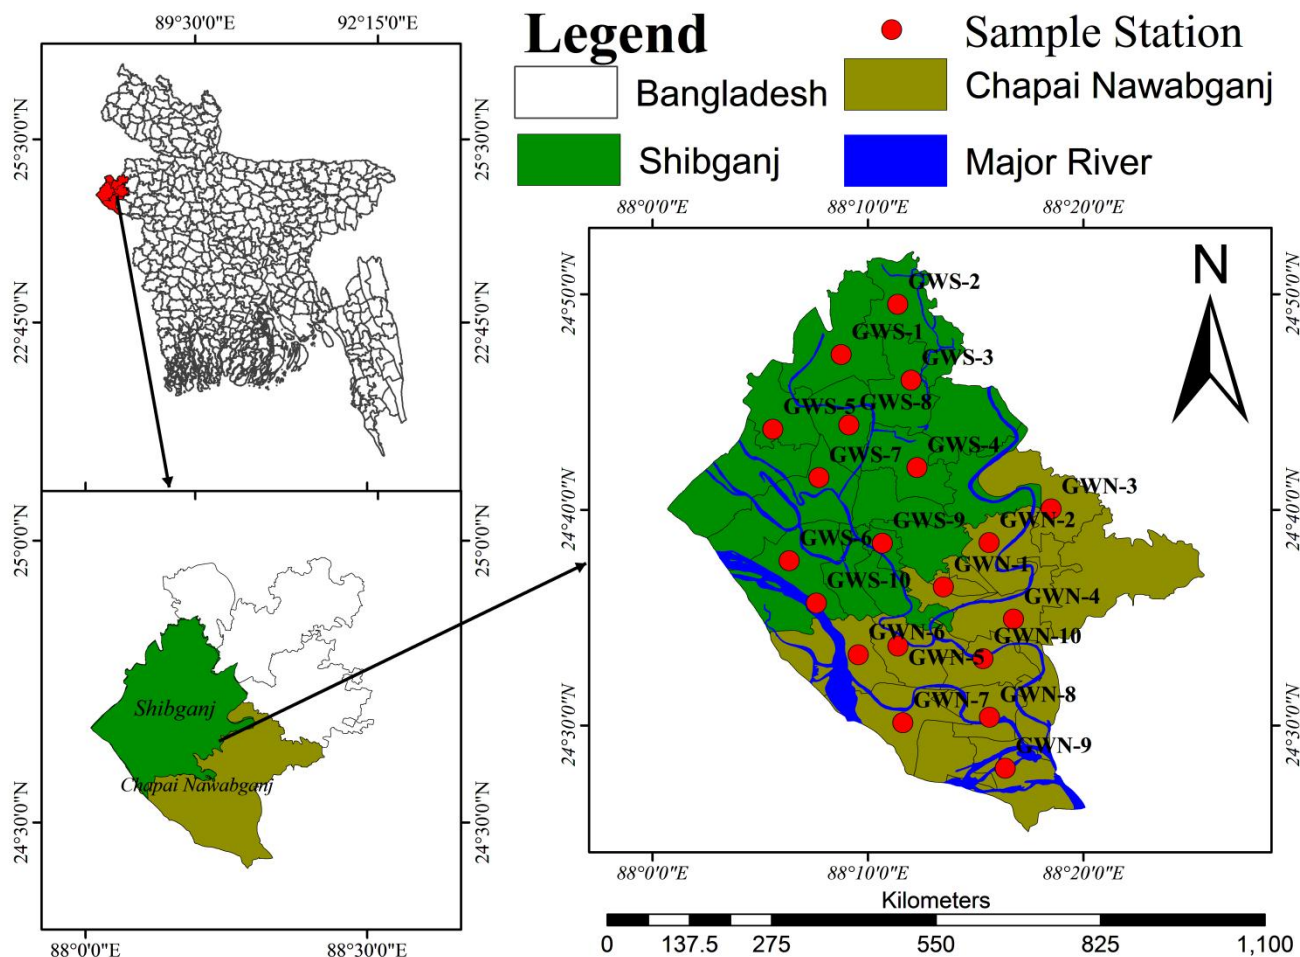 89°30'0"E 92°15'0"E
25°30'0"N
25°30'0"N
22°45'0"N
22°45'0"N
Legend
Sample Station
Bangladesh
Chapai Nawabganj
Shibganj
Major River
88°0'0"E 88°10'0"E 88°20'0"E
24°50'0"N
24°50'0"N
24°40'0"N
24°40'0"N
24°30'0"N
24°30'0"N
N
GWS-2
GWS-1
GWS-3
GWS-5
GWS-8
GWS-7
GWS-4
GWN-3
GWS-9
GWN-2
GWS-6
GWN-1
GWS-10
GWN-4
GWN-6
GWN-10
GWN-5
GWN-7
GWN-8
GWN-9
88°0'0"E 88°10'0"E 88°20'0"E
25°0'0"N
25°0'0"N
24°30'0"N
24°30'0"N
Shibganj
Chapai Nawabganj
88°0'0"E 88°30'0"E
Kilometers
0 137.5 275 550 825 1,100